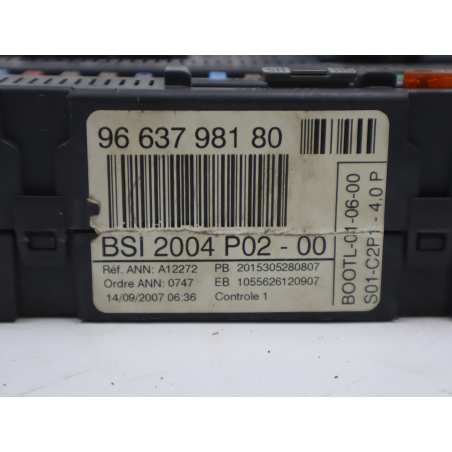 96 637 981 80
BSI 2004 P02 - 00
Réf. ANN: A12272 PB 2015305280807
Ordre ANN: 0747 EB 1055626120907
14/09/2007 06:36 Controle 1
BOOTL-01-06-00
S01-C2P1 - 4.0 P